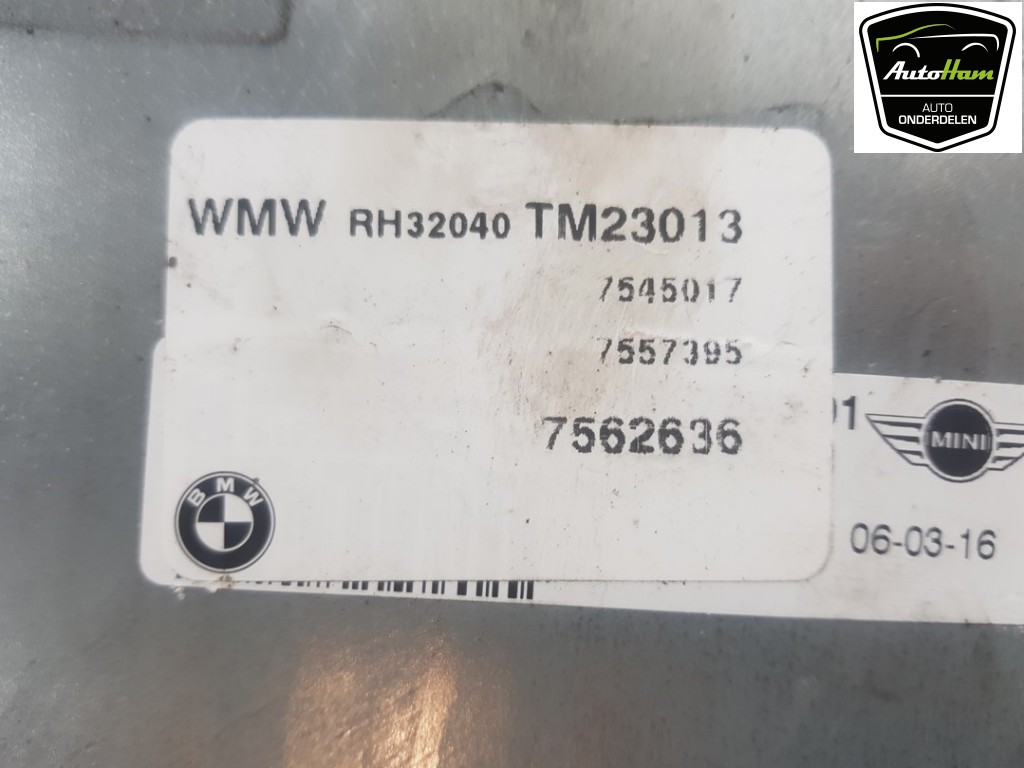 AutoHam
AUTO
ONDERDELEN
WMW RH32040 TM23013
7545017
7557395
7562636
BMW
MINI
06-03-16